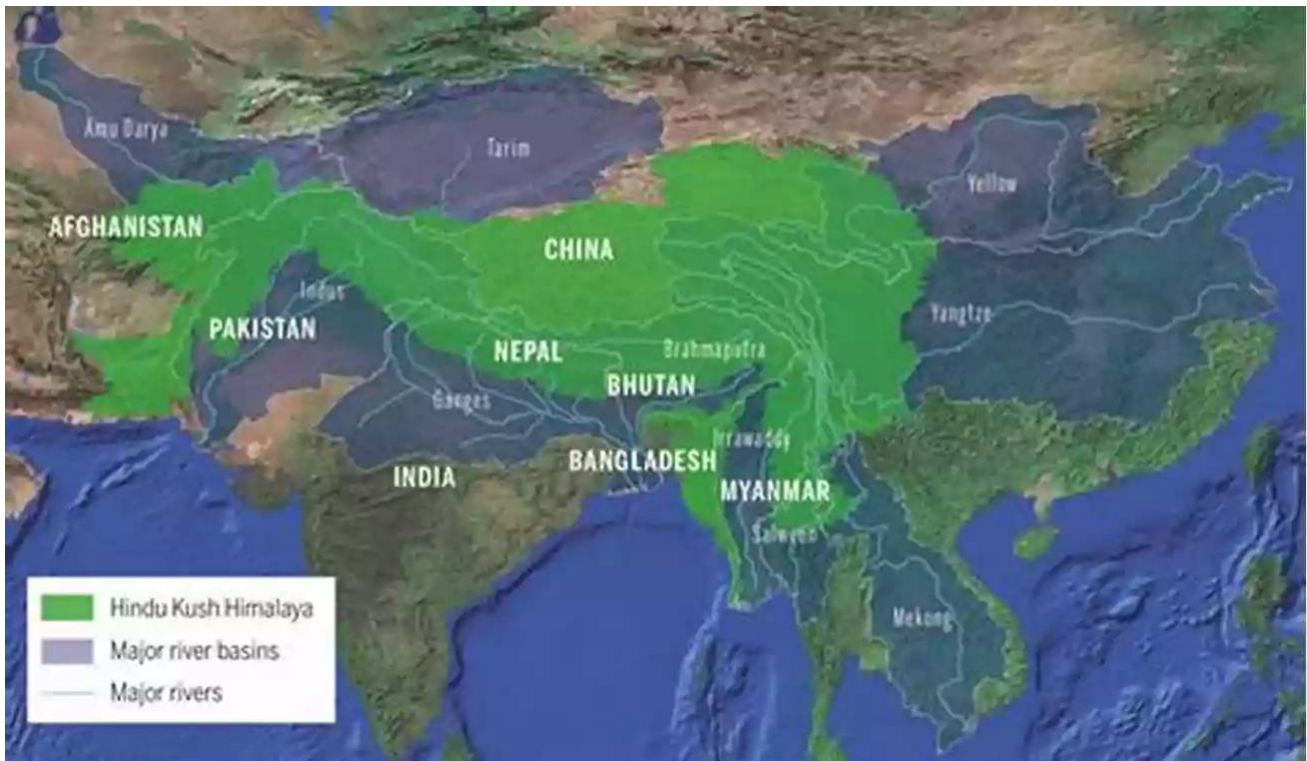 Amu Darya
Tarim
Yellow
AFGHANISTAN
CHINA
Indus
PAKISTAN
Yangtze
NEPAL
Brahmaputra
BHUTAN
Ganges
Irrawaddy
BANGLADESH
INDIA
MYANMAR
Salween
Hindu Kush Himalaya
Mekong
Major river basins
Major rivers